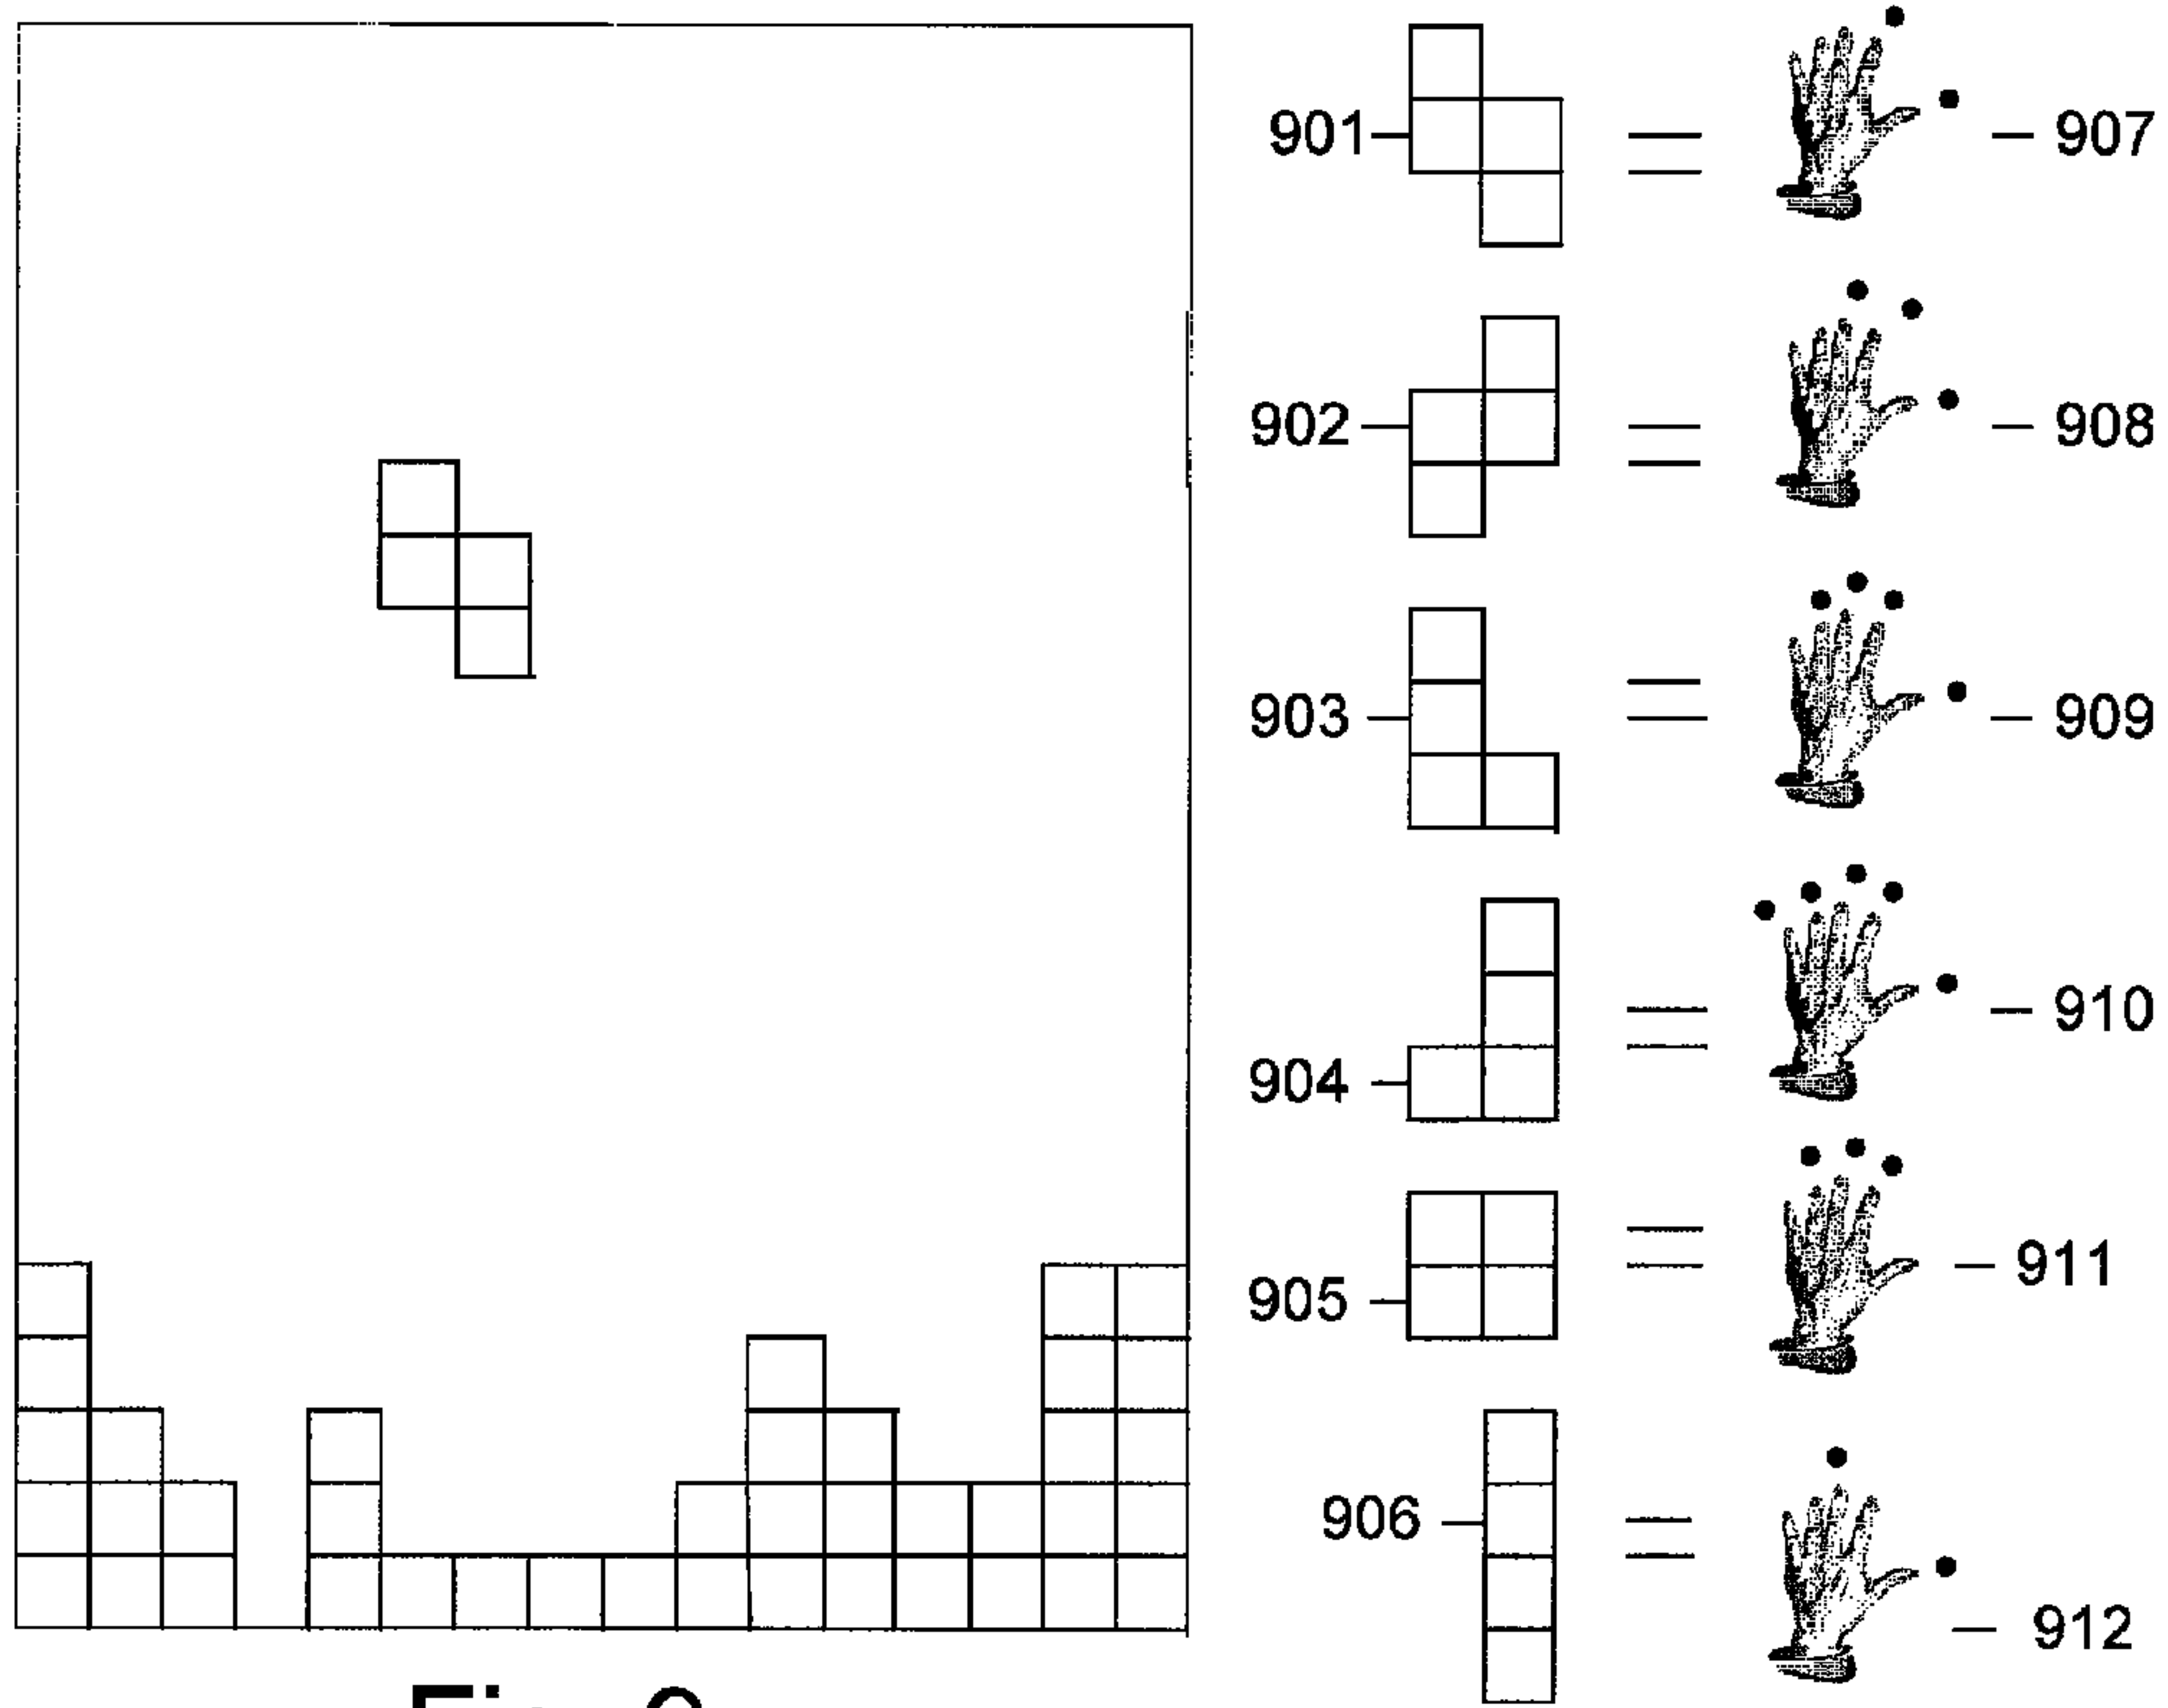 901 = – 907
902 = – 908
903 = – 909
904 = – 910
905 = – 911
906 = – 912